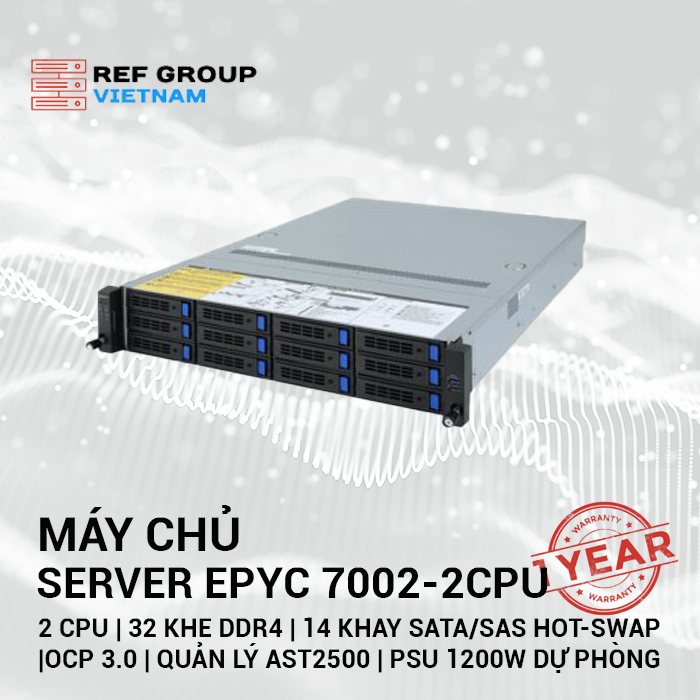 REF GROUP
VIETNAM
MÁY CHỦ
SERVER EPYC 7002-2CPU
WARRANTY
1 YEAR
WARRANTY
2 CPU | 32 KHE DDR4 | 14 KHAY SATA/SAS HOT-SWAP
|OCP 3.0 | QUẢN LÝ AST2500 | PSU 1200W DỰ PHÒNG